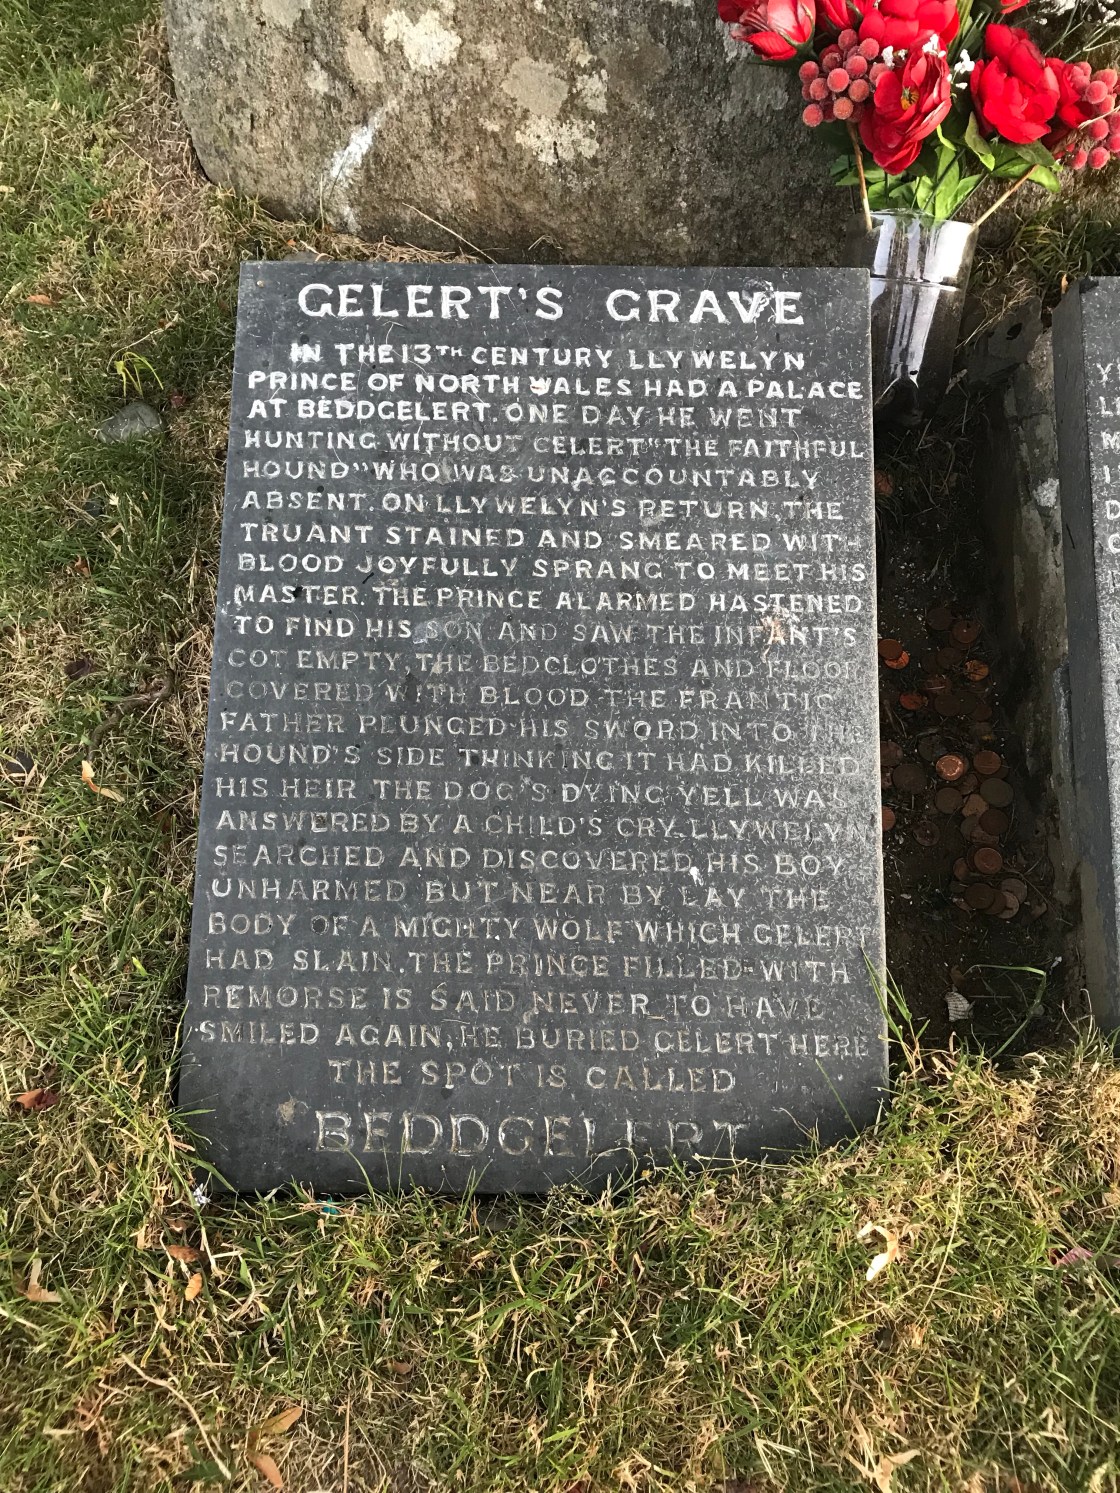 GELERT'S GRAVE
IN THE 13TH CENTURY LLYWELYN
PRINCE OF NORTH WALES HAD A PALACE
AT BEDDGELERT. ONE DAY HE WENT
HUNTING WITHOUT GELERT "THE FAITHFUL
HOUND" WHO WAS UNACCOUNTABLY
ABSENT. ON LLYWELYN'S RETURN, THE
TRUANT STAINED AND SMEARED WITH
BLOOD JOYFULLY SPRANG TO MEET HIS
MASTER. THE PRINCE ALARMED HASTENED
TO FIND HIS SON AND SAW THE INFANT'S
COT EMPTY, THE BEDCLOTHES AND FLOOR
COVERED WITH BLOOD THE FRANTIC
FATHER PLUNGED HIS SWORD INTO THE
HOUND'S SIDE THINKING IT HAD KILLED
HIS HEIR THE DOG'S DYING YELL WAS
ANSWERED BY A CHILD'S CRY. LLYWELYN
SEARCHED AND DISCOVERED HIS BOY
UNHARMED BUT NEAR BY LAY THE
BODY OF A MIGHTY WOLF WHICH GELERT
HAD SLAIN. THE PRINCE FILLED WITH
REMORSE IS SAID NEVER TO HAVE
SMILED AGAIN, HE BURIED GELERT HERE
THE SPOT IS CALLED
BEDDGELERT